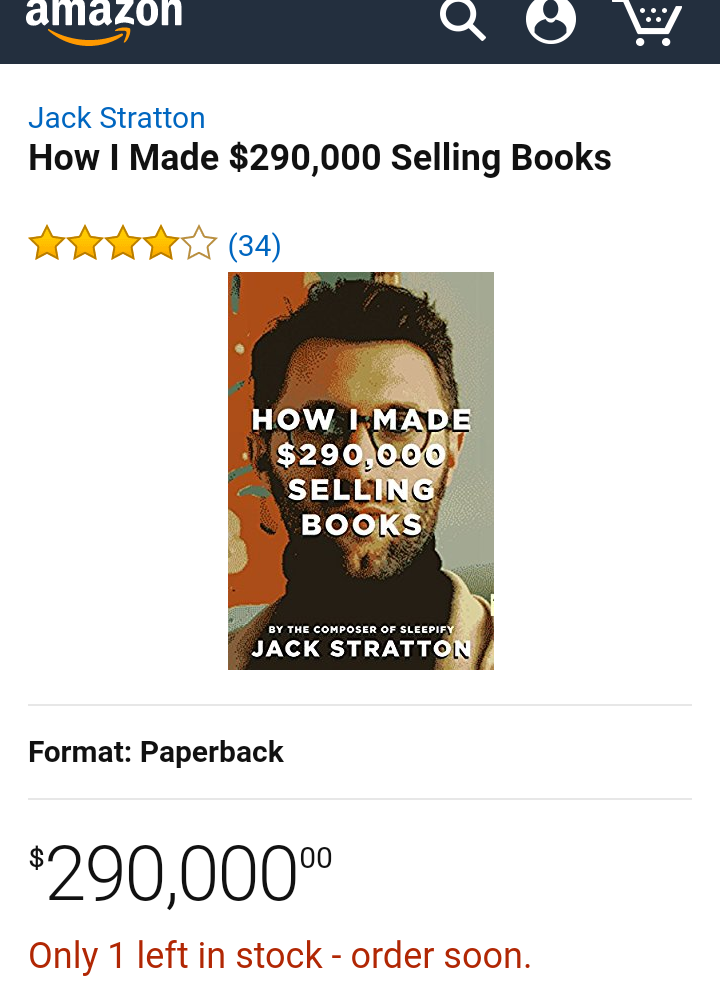 amazon
Jack Stratton
How I Made $290,000 Selling Books
(34)
HOW I MADE
$290,000
SELLING
BOOKS
BY THE COMPOSER OF SLEEPIFY
JACK STRATTON
Format: Paperback
$290,000 00
Only 1 left in stock - order soon.